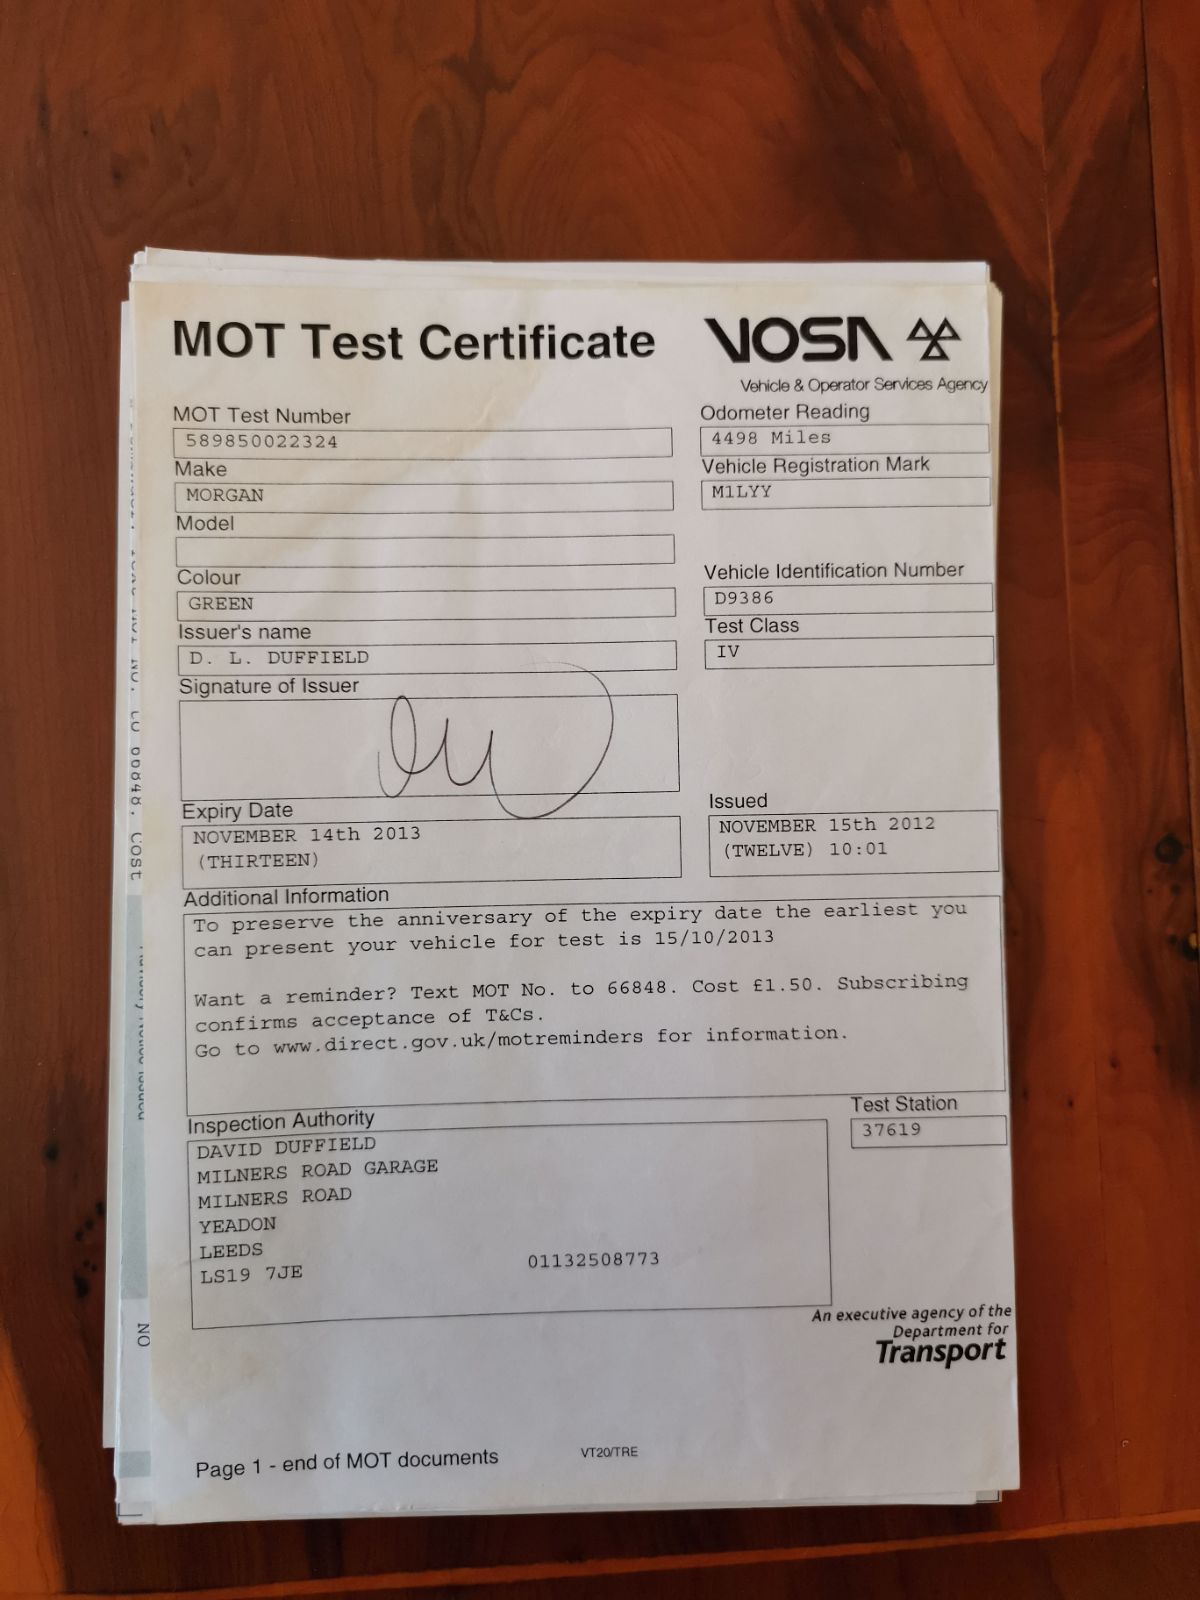 MOT Test Certificate
VOSA
Vehicle & Operator Services Agency
MOT Test Number
589850022324
Odometer Reading
4498 Miles
Make
MORGAN
Vehicle Registration Mark
M1LYY
Model
Colour
GREEN
Vehicle Identification Number
D9386
Issuer's name
D. L. DUFFIELD
Test Class
IV
Signature of Issuer
Expiry Date
NOVEMBER 14th 2013
(THIRTEEN)
Issued
NOVEMBER 15th 2012
(TWELVE) 10:01
Additional Information
To preserve the anniversary of the expiry date the earliest you
can present your vehicle for test is 15/10/2013
Want a reminder? Text MOT No. to 66848. Cost £1.50. Subscribing
confirms acceptance of T&Cs.
Go to www.direct.gov.uk/motreminders for information.
Inspection Authority
DAVID DUFFIELD
MILNERS ROAD GARAGE
MILNERS ROAD
YEADON
LEEDS
LS19 7JE
01132508773
Test Station
37619
An executive agency of the
Department for
Transport
Page 1 - end of MOT documents
VT20/TRE
NO